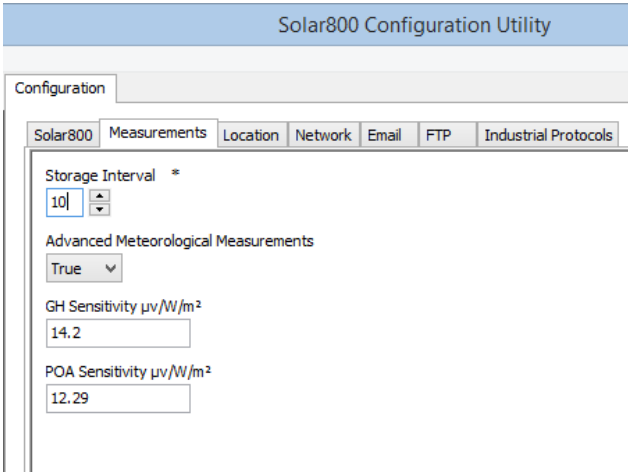 Solar800 Configuration Utility
Configuration
Solar800 Measurements Location Network Email FTP Industrial Protocols
Storage Interval *
10
Advanced Meteorological Measurements
True
GH Sensitivity μv/W/m²
14.2
POA Sensitivity μv/W/m²
12.29